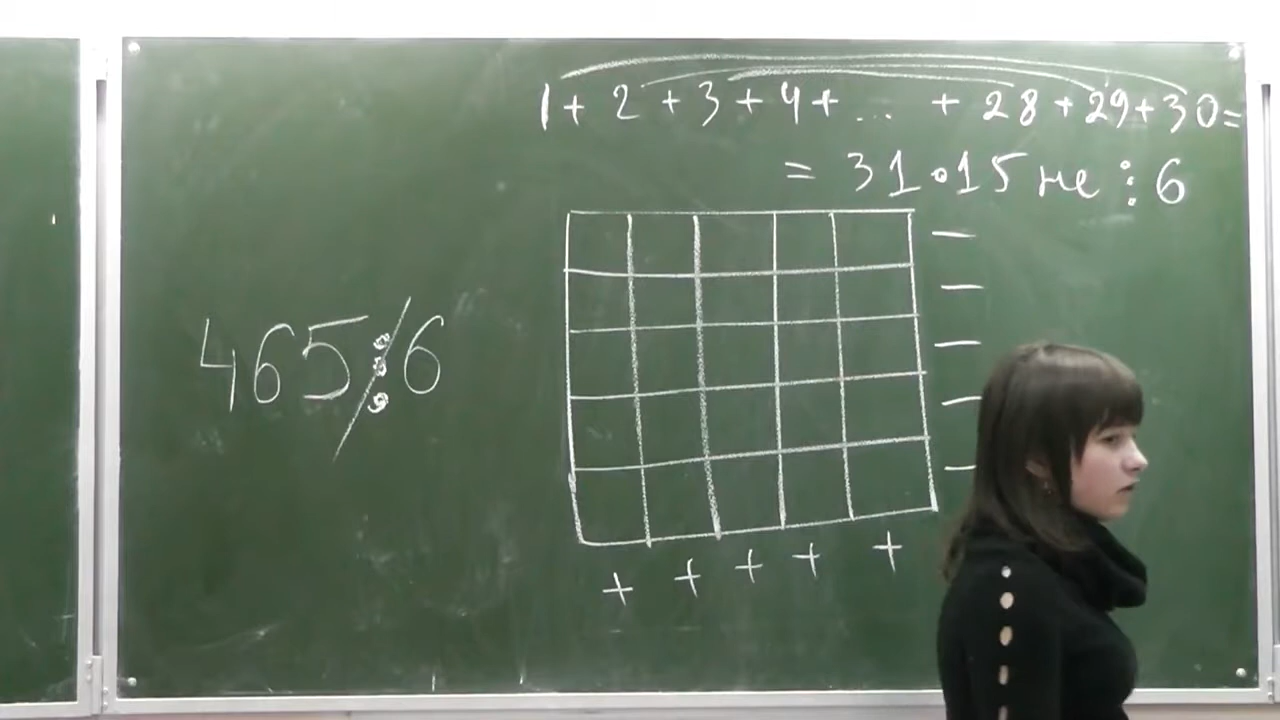 1 + 2 + 3 + 4 + ... + 28 + 29 + 30 =
= 31 • 15 не ⋮ 6
465 ⋮̸ 6
—
—
—
—
—
+ + + + +